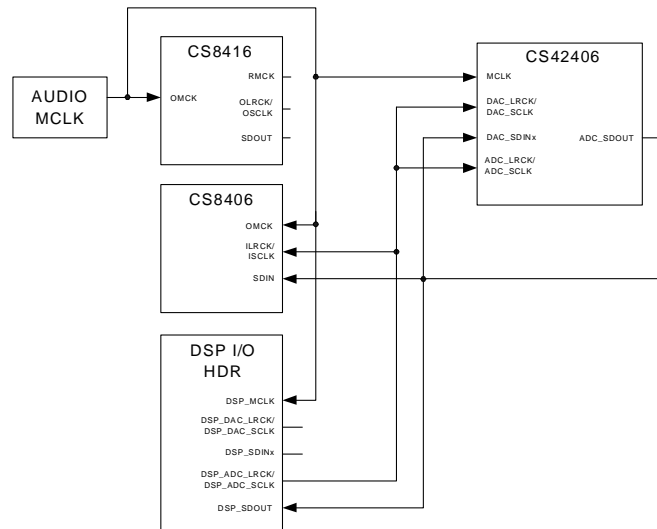 CS8416
RMCK
OMCK
OLRCK/
OSCLK
SDOUT
AUDIO
MCLK
CS42406
MCLK
DAC_LRCK/
DAC_SCLK
DAC_SDINx
ADC_SDOUT
ADC_LRCK/
ADC_SCLK
CS8406
OMCK
ILRCK/
ISCLK
SDIN
DSP I/O
HDR
DSP_MCLK
DSP_DAC_LRCK/
DSP_DAC_SCLK
DSP_SDINx
DSP_ADC_LRCK/
DSP_ADC_SCLK
DSP_SDOUT